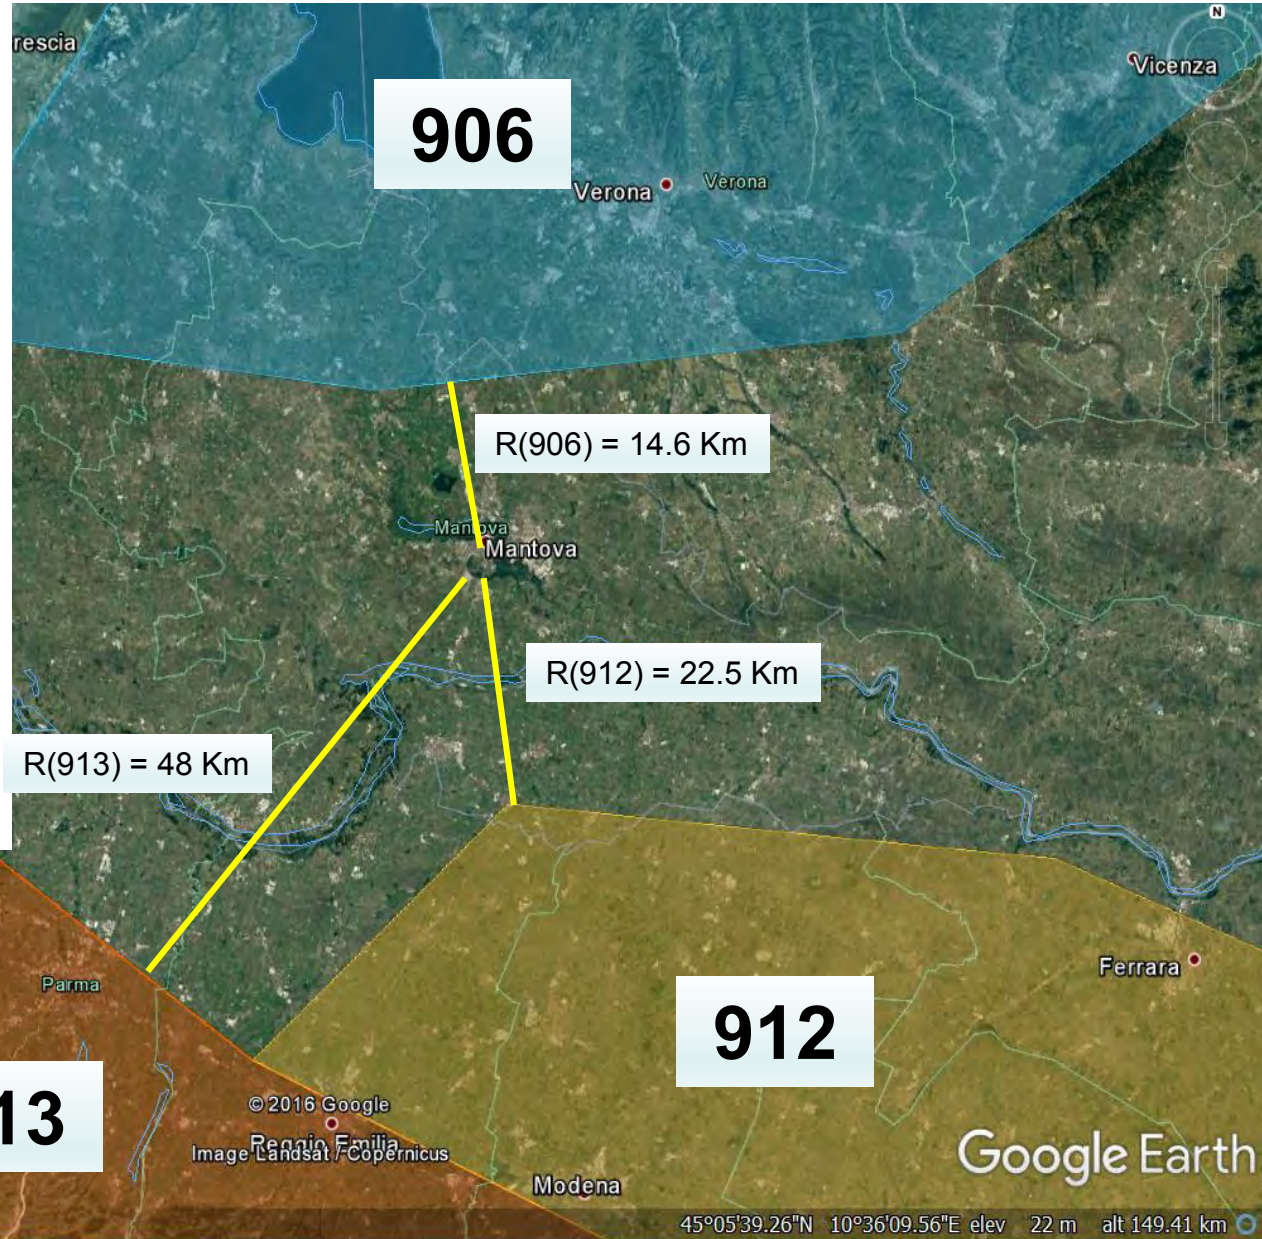 N
rescia
Vicenza
906
Verona
Verona
R(906) = 14.6 Km
Mantova
Mantova
R(912) = 22.5 Km
R(913) = 48 Km
Ferrara
Parma
912
13
© 2016 Google
Reggio Emilia
Image Landsat / Copernicus
Modena
Google Earth
45°05'39.26"N 10°36'09.56"E elev 22 m alt 149.41 km